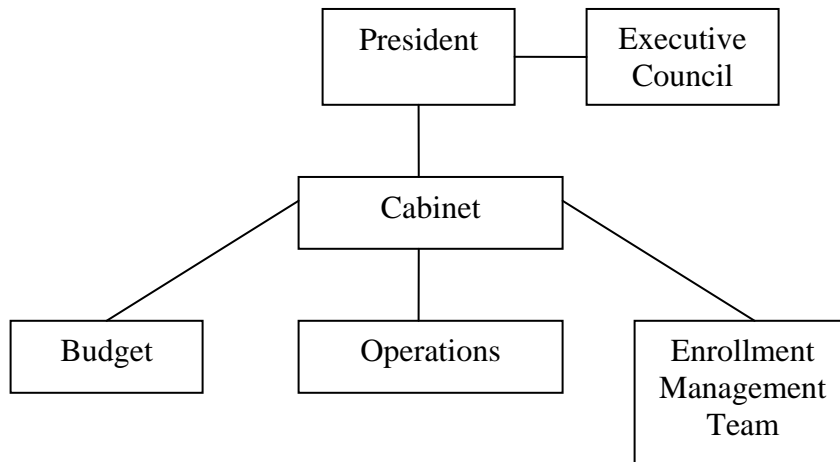 President
Executive
Council
Cabinet
Budget
Operations
Enrollment
Management
Team